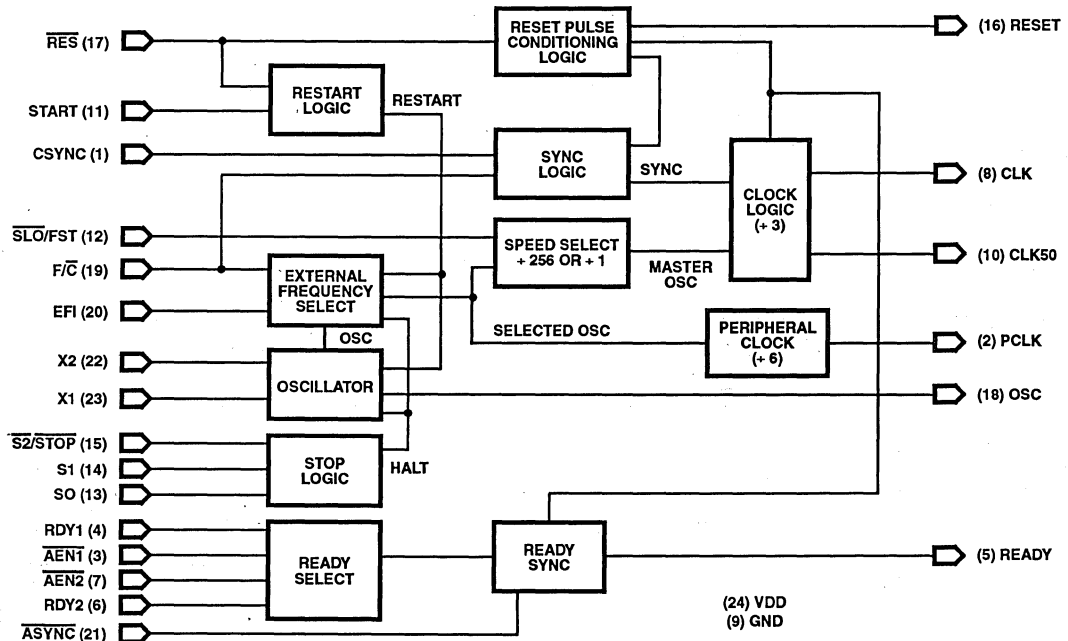 RES (17)
START (11)
CSYNC (1)
SLO/FST (12)
F/C (19)
EFI (20)
X2 (22)
X1 (23)
S2/STOP (15)
S1 (14)
SO (13)
RDY1 (4)
AEN1 (3)
AEN2 (7)
RDY2 (6)
ASYNC (21)
RESTART
LOGIC
RESTART
EXTERNAL
FREQUENCY
SELECT
OSC
OSCILLATOR
STOP
LOGIC
HALT
READY
SELECT
RESET PULSE
CONDITIONING
LOGIC
SYNC
LOGIC
SYNC
SPEED SELECT
+ 256 OR + 1
MASTER
OSC
SELECTED OSC
READY
SYNC
CLOCK
LOGIC
(+ 3)
PERIPHERAL
CLOCK
(+ 6)
(24) VDD
(9) GND
(16) RESET
(8) CLK
(10) CLK50
(2) PCLK
(18) OSC
(5) READY